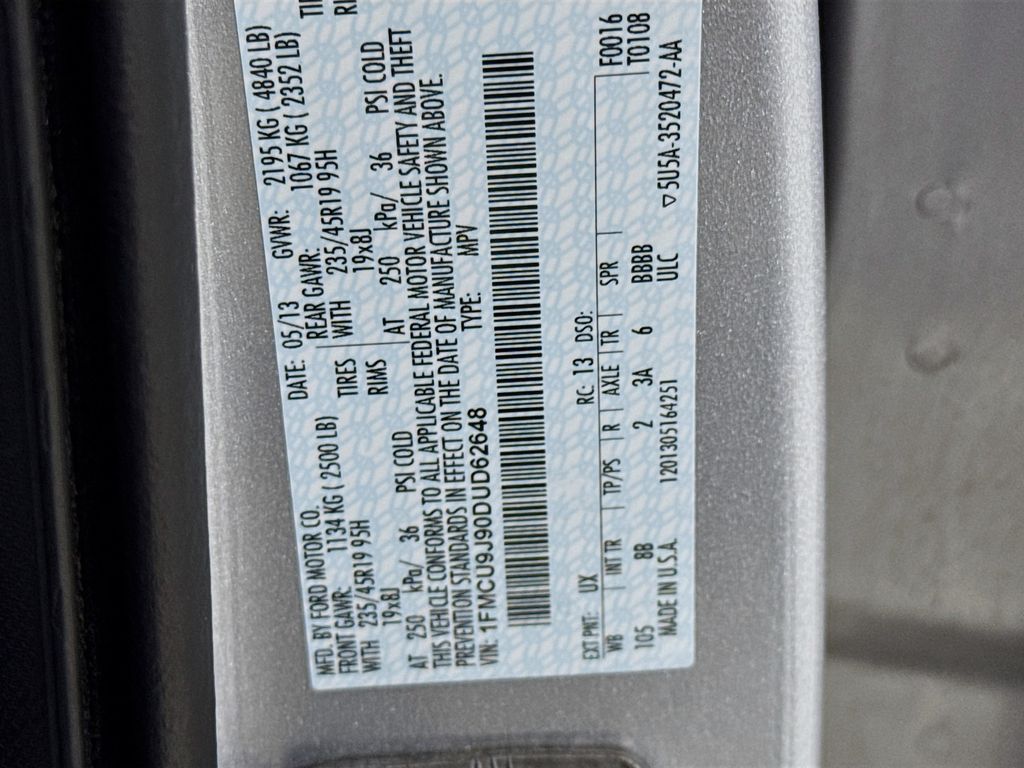 MFD. BY FORD MOTOR CO.
DATE: 05/13 GVWR: 2195 KG ( 4840 LB)
FRONT GAWR: 1134 KG ( 2500 LB)
REAR GAWR: 1067 KG ( 2352 LB)
WITH 235/45R19 95H TIRES
WITH 235/45R19 95H
19x8J RIMS
19x8J
AT 250 kPa/ 36 PSI COLD
AT 250 kPa/ 36 PSI COLD
THIS VEHICLE CONFORMS TO ALL APPLICABLE FEDERAL MOTOR VEHICLE SAFETY AND THEFT
PREVENTION STANDARDS IN EFFECT ON THE DATE OF MANUFACTURE SHOWN ABOVE.
VIN: 1FMCU9J90DUD62648
TYPE: MPV
EXT PNT: UX RC: 13 DSO:
F0016
T0108
WB | INT TR | TP/PS | R | AXLE | TR | SPR
105 BB 2 3A 6 BBBB
MADE IN U.S.A. 120130516425​1 ULC
▽5U5A-3520472-AA